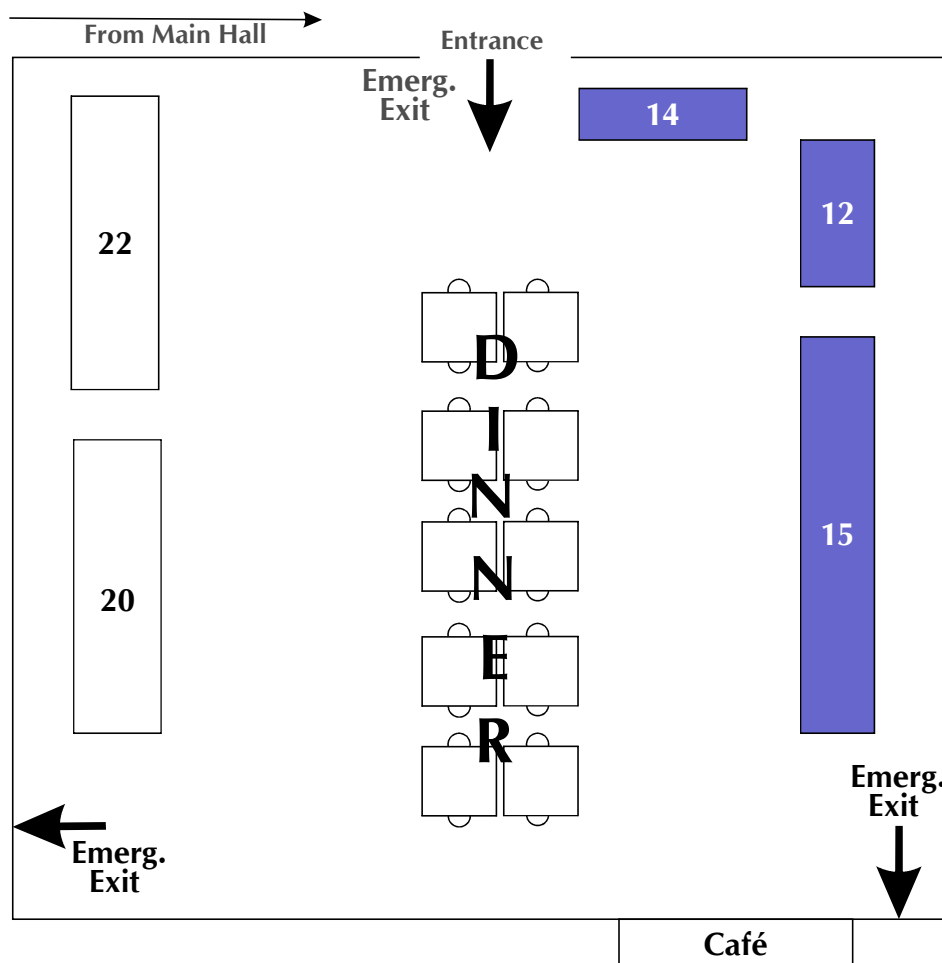 From Main Hall
Entrance
Emerg.
Exit
14
12
22
D
I
N
N
E
R
15
20
Emerg.
Exit
Emerg.
Exit
Café